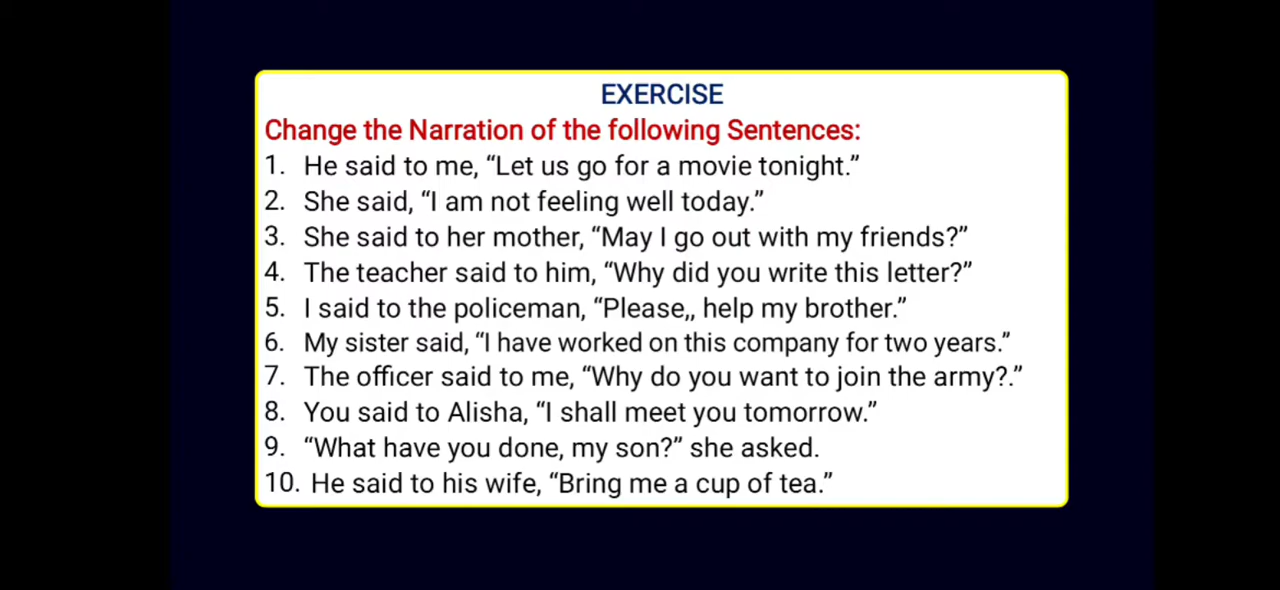 EXERCISE
Change the Narration of the following Sentences:
1. He said to me, “Let us go for a movie tonight.”
2. She said, “I am not feeling well today.”
3. She said to her mother, “May I go out with my friends?”
4. The teacher said to him, “Why did you write this letter?”
5. I said to the policeman, “Please,, help my brother.”
6. My sister said, “I have worked on this company for two years.”
7. The officer said to me, “Why do you want to join the army?.”
8. You said to Alisha, “I shall meet you tomorrow.”
9. “What have you done, my son?” she asked.
10. He said to his wife, “Bring me a cup of tea.”